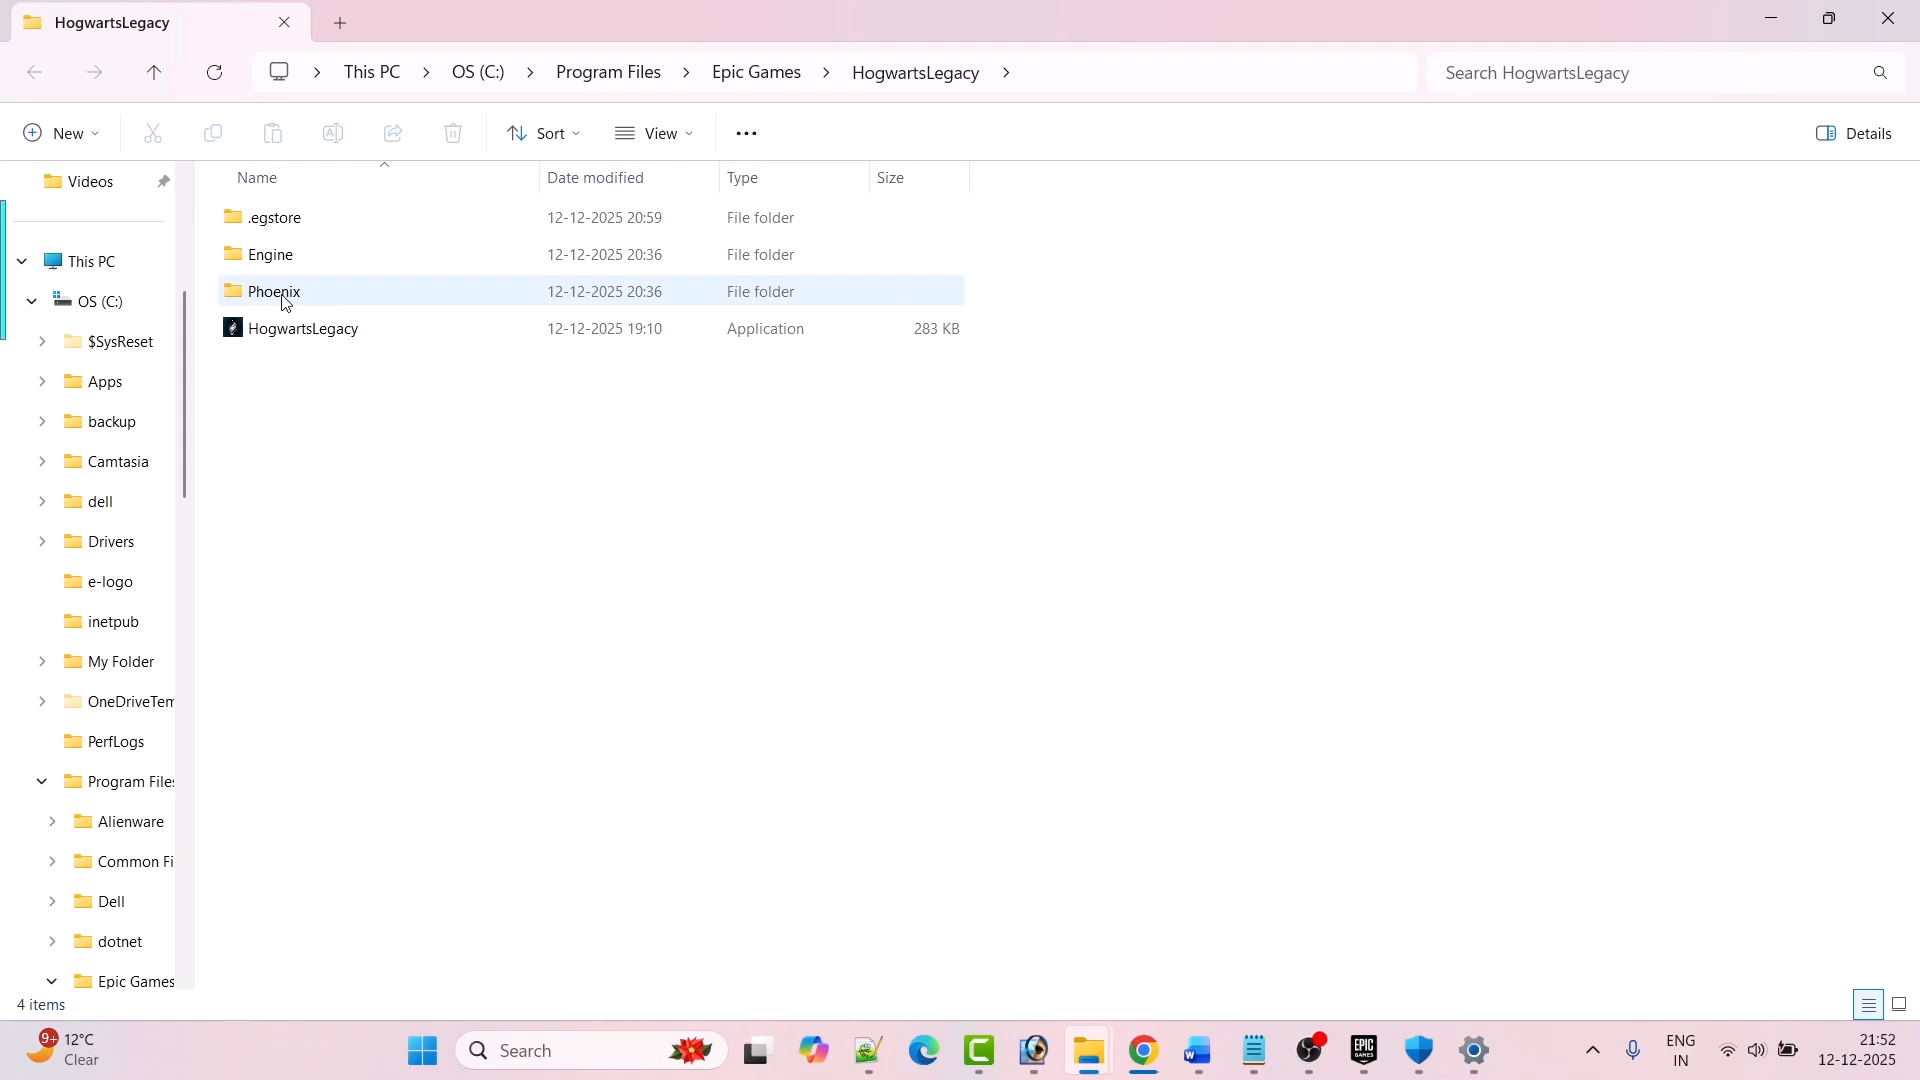 HogwartsLegacy
This PC > OS (C:) > Program Files > Epic Games > HogwartsLegacy >
Search HogwartsLegacy
New
Sort
View
Details
Name
Date modified
Type
Size
.egstore 12-12-2025 20:59 File folder
Engine 12-12-2025 20:36 File folder
Phoenix 12-12-2025 20:36 File folder
HogwartsLegacy 12-12-2025 19:10 Application 283 KB
Videos
This PC
OS (C:)
$SysReset
Apps
backup
Camtasia
dell
Drivers
e-logo
inetpub
My Folder
OneDriveTem
PerfLogs
Program Files
Alienware
Common Fi
Dell
dotnet
Epic Games
4 items
9+
12°C
Clear
Search
EPIC GAMES
ENG
IN
21:52
12-12-2025